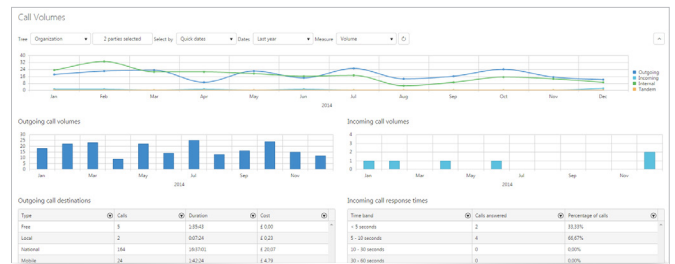 Call Volumes
Tree Organization 2 parties selected Select by Quick dates Dates Last year Measure Volume
40
32
24
16
8
0
Jan Feb Mar Apr May Jun Jul Aug Sep Oct Nov Dec
2014
Outgoing
Incoming
Internal
Tandem
Outgoing call volumes
30
25
20
15
10
5
0
Jan Mar May Jul Sep Nov
2014
Incoming call volumes
4
3
2
1
0
Jan Mar May Jul Sep Nov
2014
Outgoing call destinations
Type Calls Duration Cost
Free 5 1:35:43 £ 0,00
Local 2 0:07:24 £ 0,23
National 164 16:57:01 £ 20,07
Mobile 24 1:42:24 £ 4,79
Incoming call response times
Time band Calls answered Percentage of calls
< 5 seconds 2 33,33%
5 - 10 seconds 4 66,67%
10 - 30 seconds 0 0.00%
30 - 60 seconds 0 0.00%